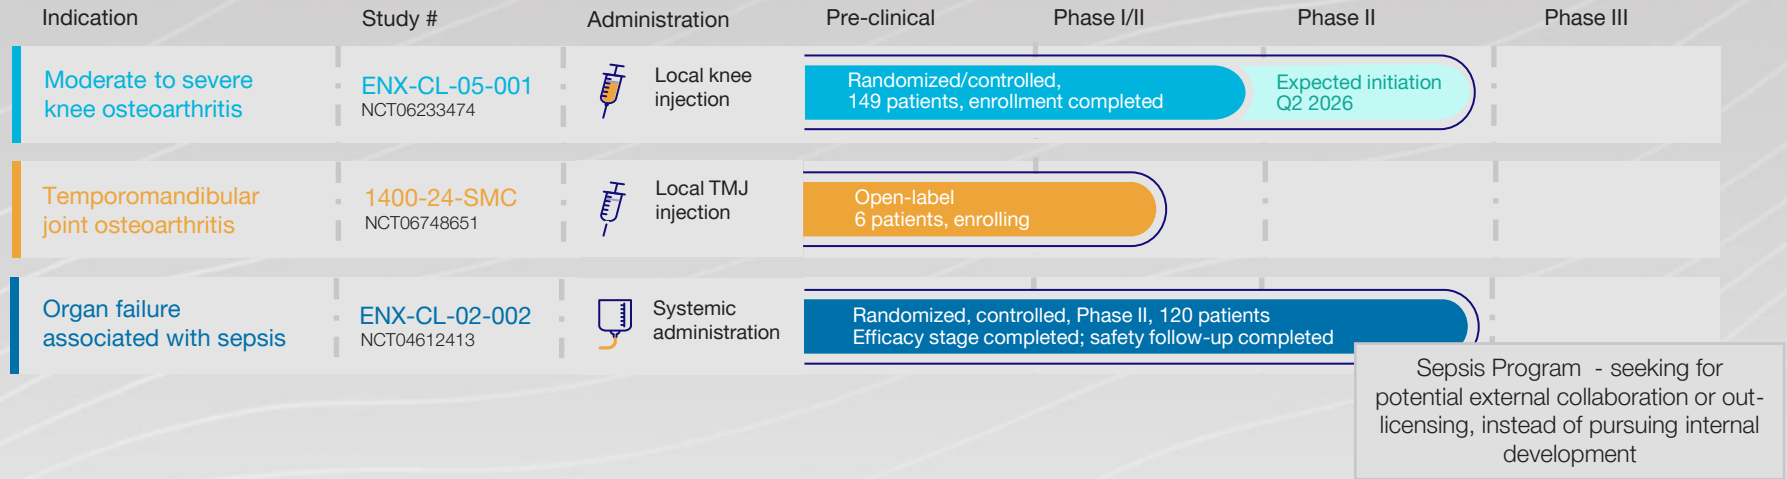 Indication
Study #
Administration
Pre-clinical
Phase I/II
Phase II
Phase III
Moderate to severe
knee osteoarthritis
ENX-CL-05-001
NCT06233474
Local knee
injection
Randomized/controlled,
149 patients, enrollment completed
Expected initiation
Q2 2026
Temporomandibular
joint osteoarthritis
1400-24-SMC
NCT06748651
Local TMJ
injection
Open-label
6 patients, enrolling
Organ failure
associated with sepsis
ENX-CL-02-002
NCT04612413
Systemic
administration
Randomized, controlled, Phase II, 120 patients
Efficacy stage completed; safety follow-up completed
Sepsis Program - seeking for
potential external collaboration or out-
licensing, instead of pursuing internal
development